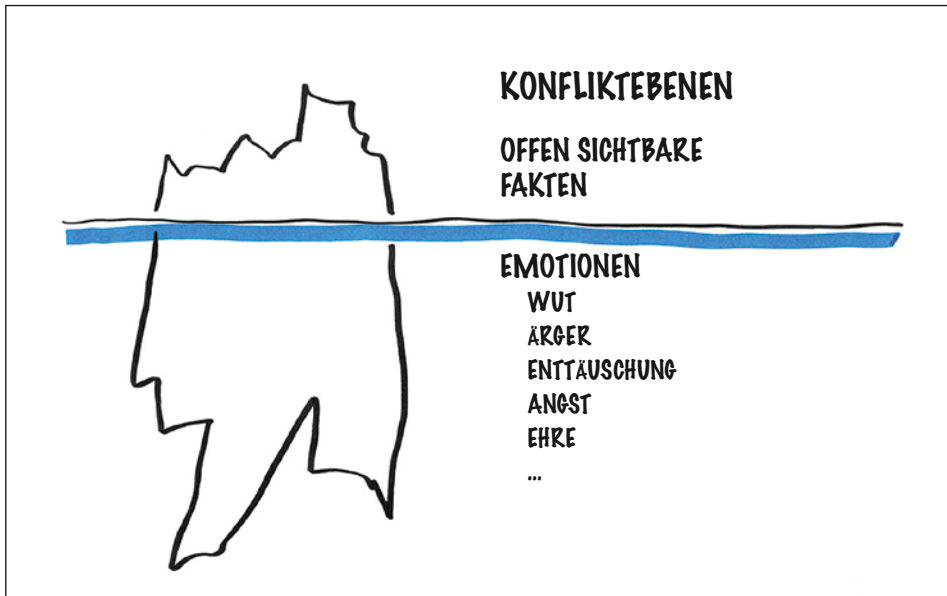 KONFLIKTEBENEN
OFFEN SICHTBARE
FAKTEN
EMOTIONEN
WUT
ÄRGER
ENTTÄUSCHUNG
ANGST
EHRE
...